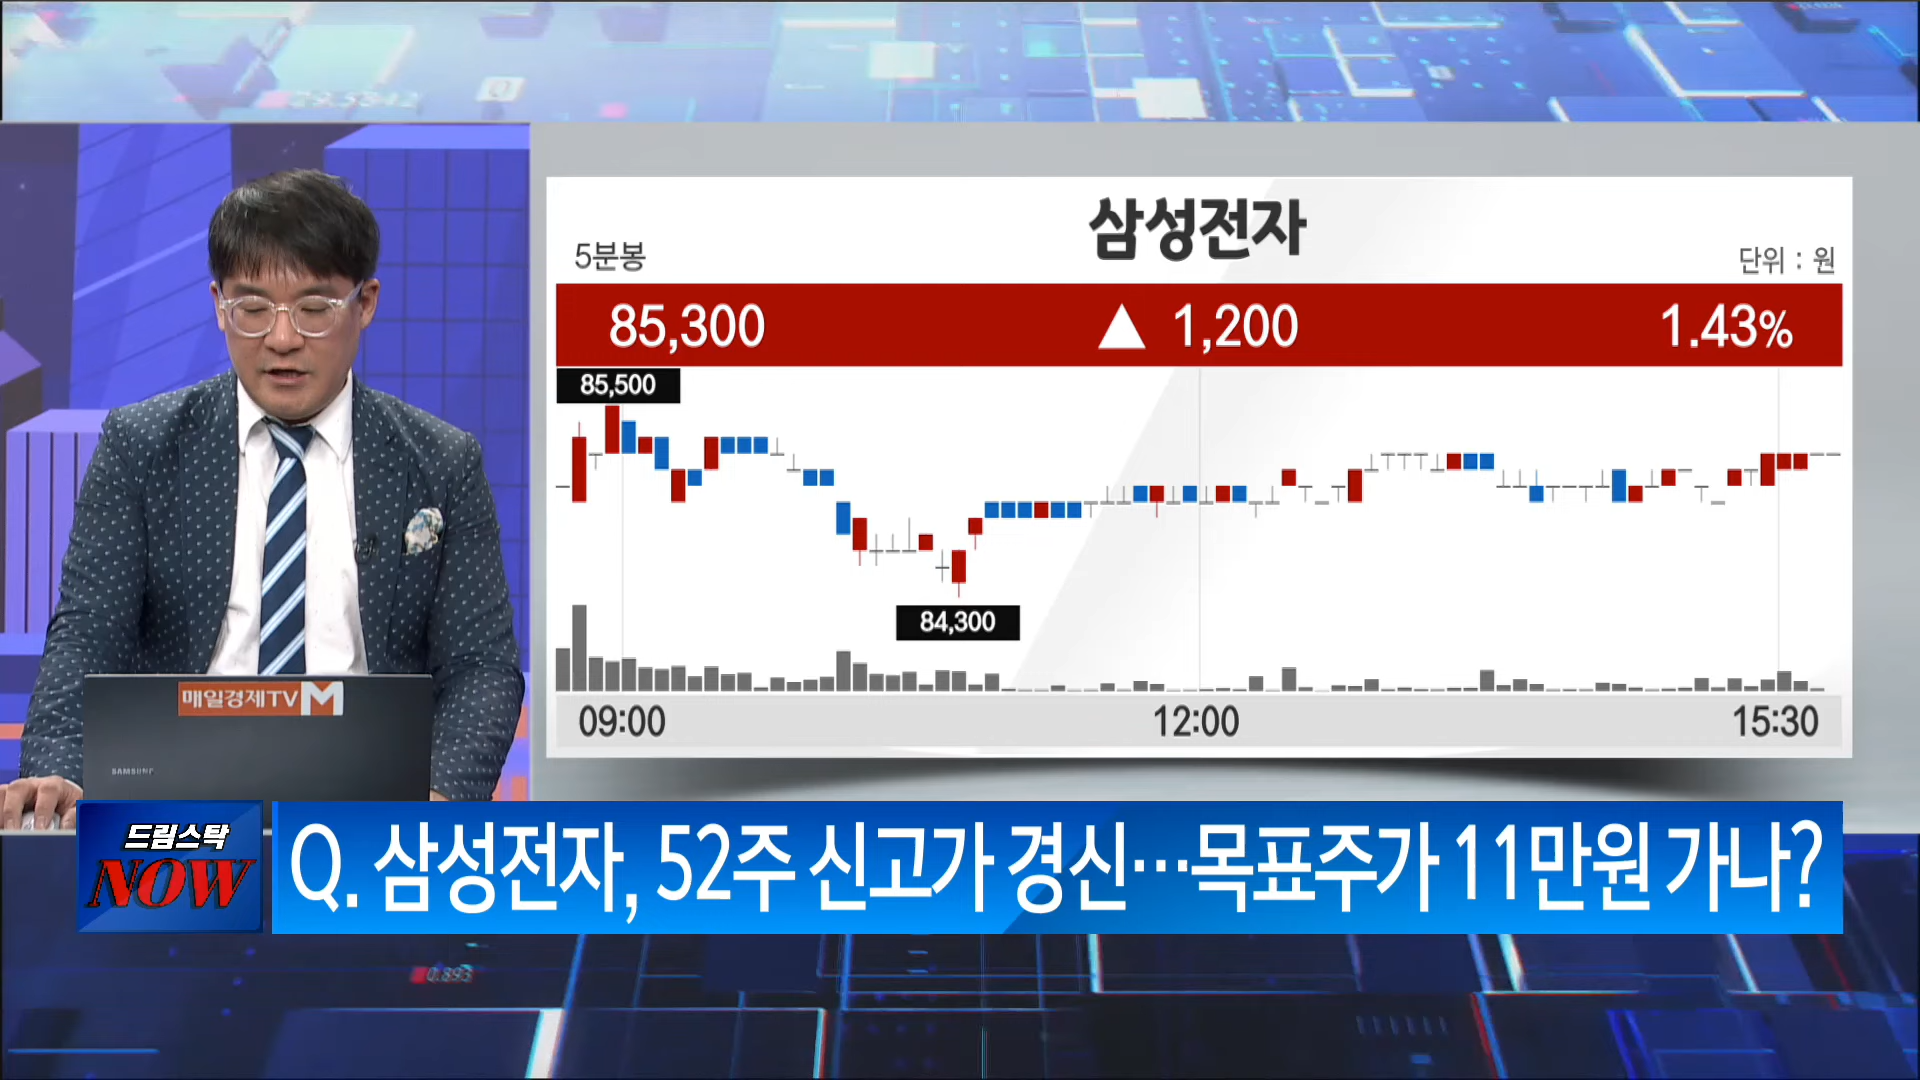 삼성전자
5분봉
단위 : 원
85,300 ▲ 1,200 1.43%
85,500
84,300
09:00 12:00 15:30
매일경제TV M
SAMSUNG
드림스탁
NOW
Q. 삼성전자, 52주 신고가 경신…목표주가 11만원 가나?
0.893